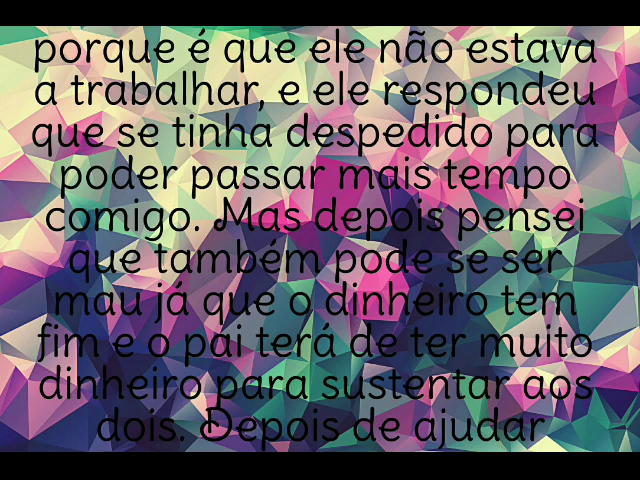 porque é que ele não estava
a trabalhar, e ele respondeu
que se tinha despedido para
poder passar mais tempo
comigo. Mas depois pensei
que também pode se ser
mau já que o dinheiro tem
fim e o pai terá de ter muito
dinheiro para sustentar aos
dois. Depois de ajudar